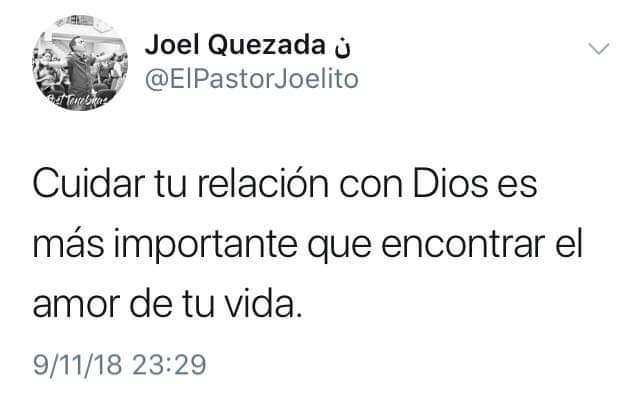 Joel Quezada ن
@ElPastorJoelito
Cuidar tu relación con Dios es
más importante que encontrar el
amor de tu vida.
9/11/18 23:29